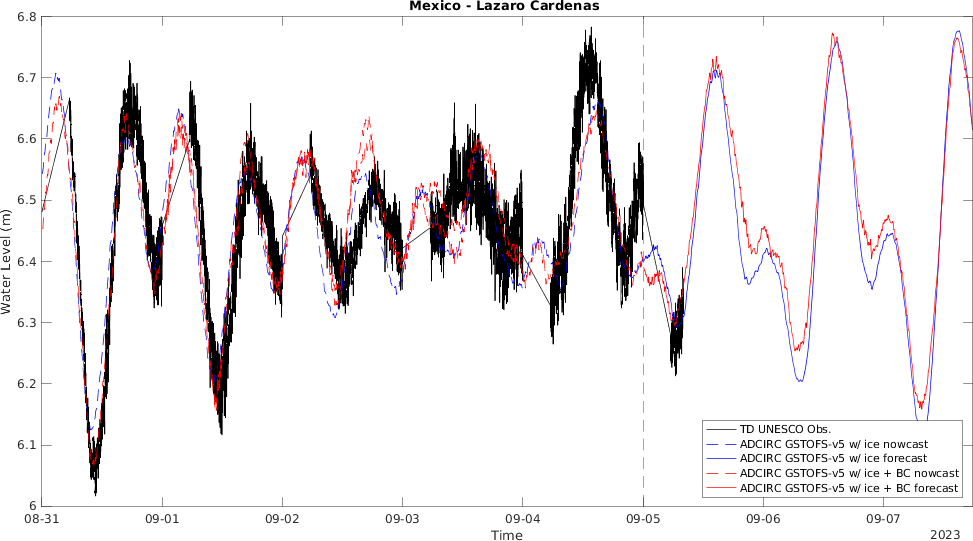 Mexico - Lazaro Cardenas
Water Level (m)
6.8
6.7
6.6
6.5
6.4
6.3
6.2
6.1
6
08-31
09-01
09-02
09-03
09-04
09-05
09-06
09-07
2023
Time
TD UNESCO Obs.
ADCIRC GSTOFS-v5 w/ ice nowcast
ADCIRC GSTOFS-v5 w/ ice forecast
ADCIRC GSTOFS-v5 w/ ice + BC nowcast
ADCIRC GSTOFS-v5 w/ ice + BC forecast